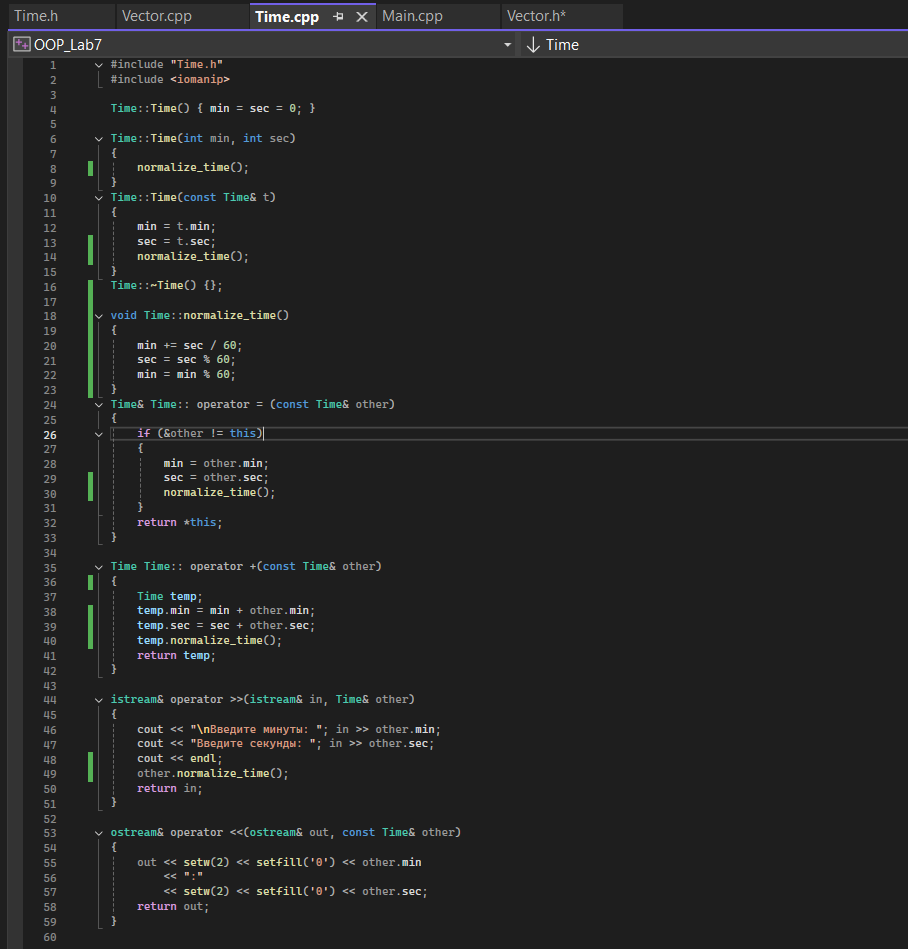 Time.h Vector.cpp Time.cpp Main.cpp Vector.h*
OOP_Lab7 Time
1 #include "Time.h"
2 #include <iomanip>
3
4 Time::Time() { min = sec = 0; }
5
6 Time::Time(int min, int sec)
7 {
8 normalize_time();
9 }
10 Time::Time(const Time& t)
11 {
12 min = t.min;
13 sec = t.sec;
14 normalize_time();
15 }
16 Time::~Time() {};
17
18 void Time::normalize_time()
19 {
20 min += sec / 60;
21 sec = sec % 60;
22 min = min % 60;
23 }
24 Time& Time:: operator = (const Time& other)
25 {
26 if (&other != this)
27 {
28 min = other.min;
29 sec = other.sec;
30 normalize_time();
31 }
32 return *this;
33 }
34
35 Time Time:: operator +(const Time& other)
36 {
37 Time temp;
38 temp.min = min + other.min;
39 temp.sec = sec + other.sec;
40 temp.normalize_time();
41 return temp;
42 }
43
44 istream& operator >>(istream& in, Time& other)
45 {
46 cout << "\nВведите минуты: "; in >> other.min;
47 cout << "Введите секунды: "; in >> other.sec;
48 cout << endl;
49 other.normalize_time();
50 return in;
51 }
52
53 ostream& operator <<(ostream& out, const Time& other)
54 {
55 out << setw(2) << setfill('0') << other.min
56 << ":"
57 << setw(2) << setfill('0') << other.sec;
58 return out;
59 }
60